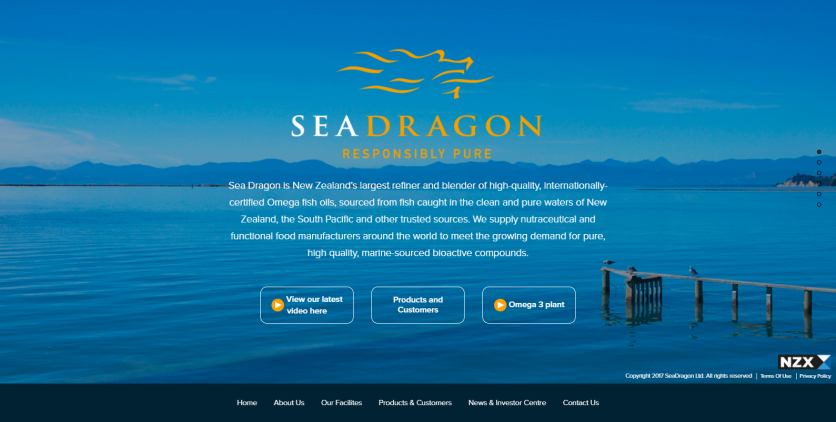 SEADRAGON
RESPONSIBLY PURE
Sea Dragon is New Zealand's largest refiner and blender of high-quality, internationally-
certified Omega fish oils, sourced from fish caught in the clean and pure waters of New
Zealand, the South Pacific and other trusted sources. We supply nutraceutical and
functional food manufacturers around the world to meet the growing demand for pure,
high quality, marine-sourced bioactive compounds.
View our latest
video here
Products and
Customers
Omega 3 plant
NZX
Copyright 2017 SeaDragon Ltd. All rights reserved | Terms Of Use | Privacy Policy
Home About Us Our Facilites Products & Customers News & Investor Centre Contact Us